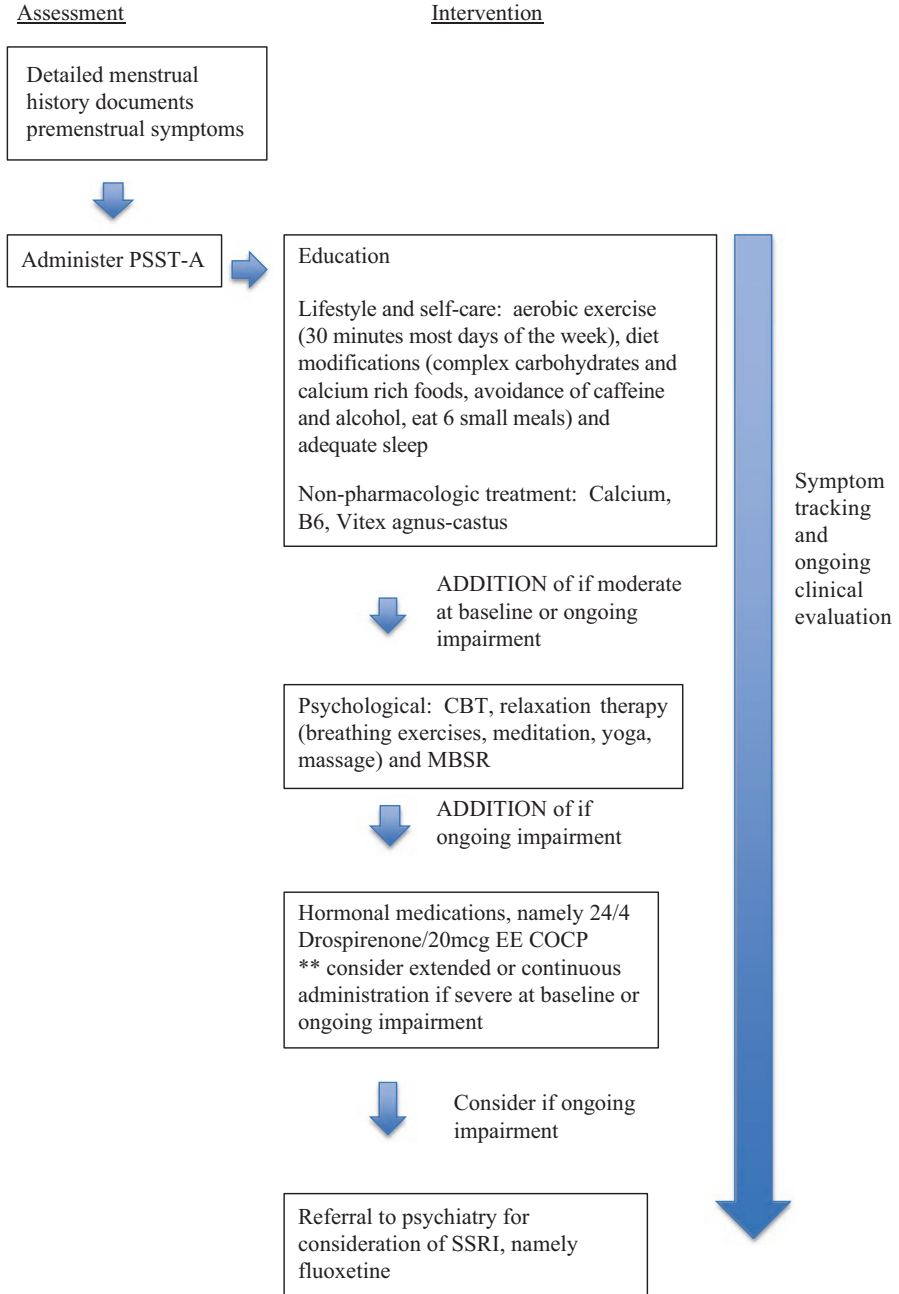 Assessment
Intervention
Detailed menstrual
history documents
premenstrual symptoms
Administer PSST-A
Education
Lifestyle and self-care: aerobic exercise
(30 minutes most days of the week), diet
modifications (complex carbohydrates and
calcium rich foods, avoidance of caffeine
and alcohol, eat 6 small meals) and
adequate sleep
Non-pharmacologic treatment: Calcium,
B6, Vitex agnus-castus
Symptom
tracking
and
ongoing
clinical
evaluation
ADDITION of if moderate
at baseline or ongoing
impairment
Psychological: CBT, relaxation therapy
(breathing exercises, meditation, yoga,
massage) and MBSR
ADDITION of if
ongoing impairment
Hormonal medications, namely 24/4
Drospirenone/20mcg EE COCP
** consider extended or continuous
administration if severe at baseline or
ongoing impairment
Consider if ongoing
impairment
Referral to psychiatry for
consideration of SSRI, namely
fluoxetine